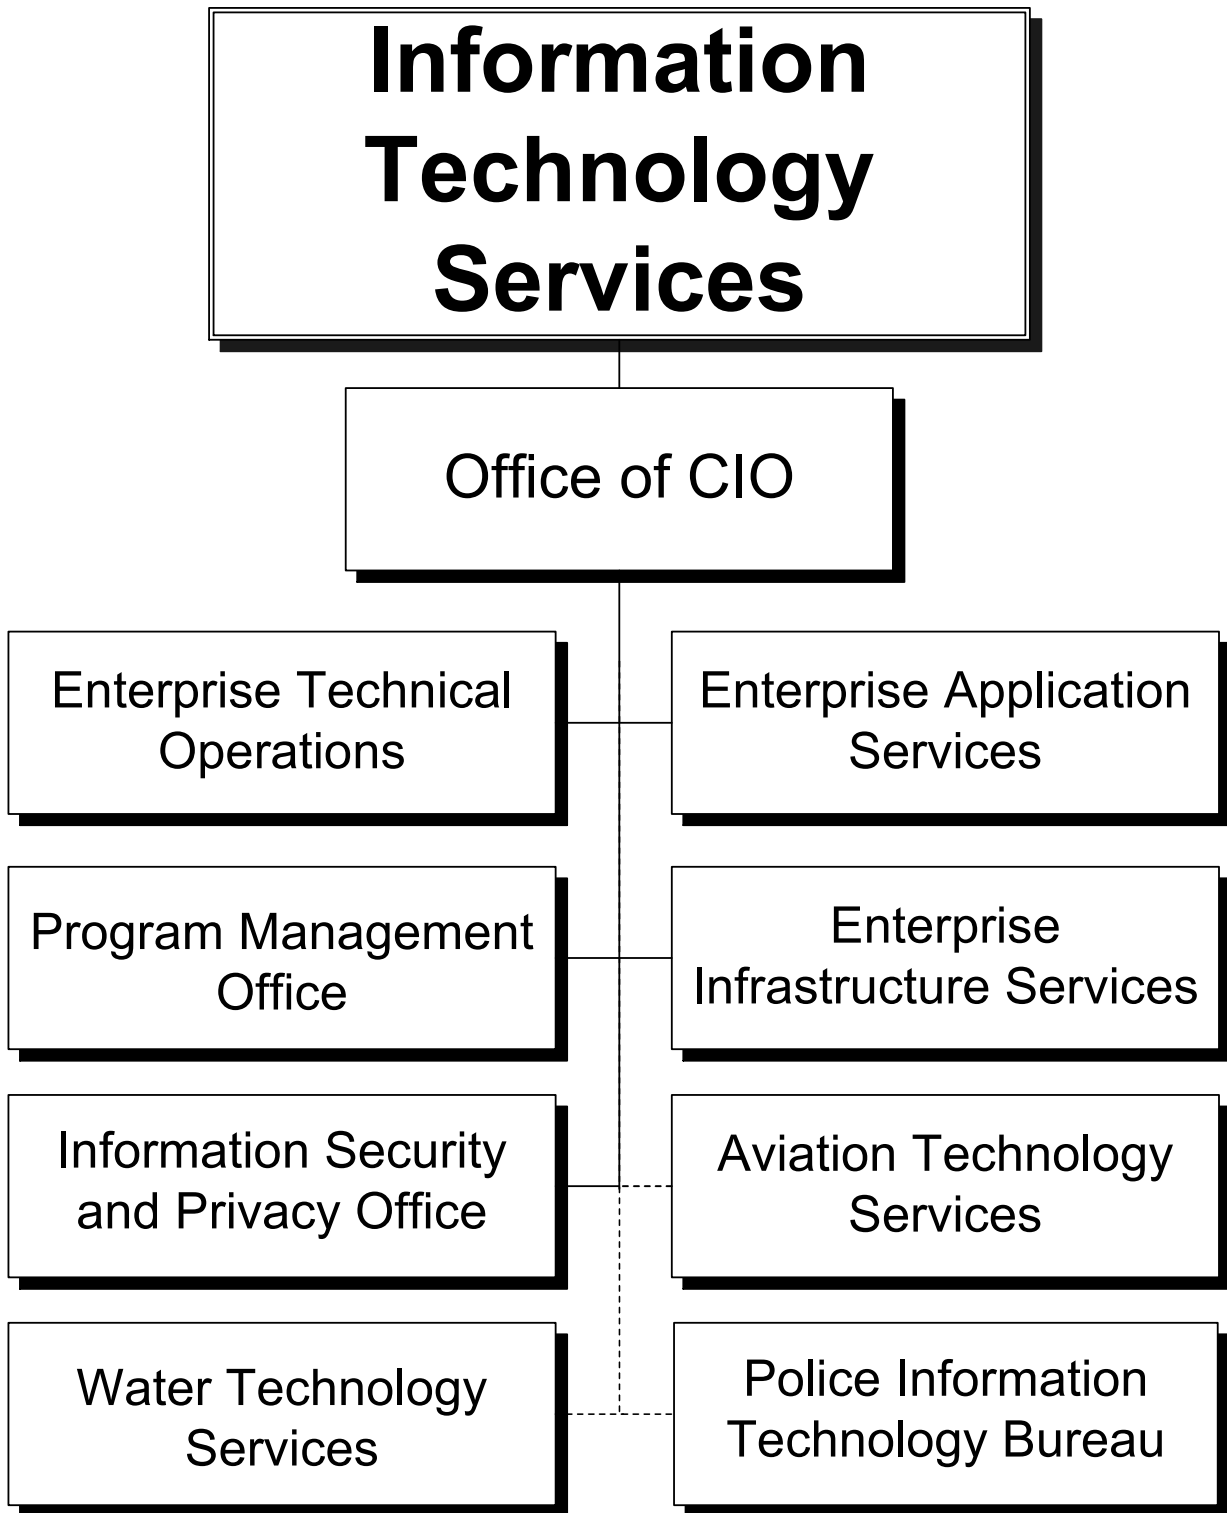 Information
Technology
Services
Office of CIO
Enterprise Technical
Operations
Enterprise Application
Services
Program Management
Office
Enterprise
Infrastructure Services
Information Security
and Privacy Office
Aviation Technology
Services
Water Technology
Services
Police Information
Technology Bureau